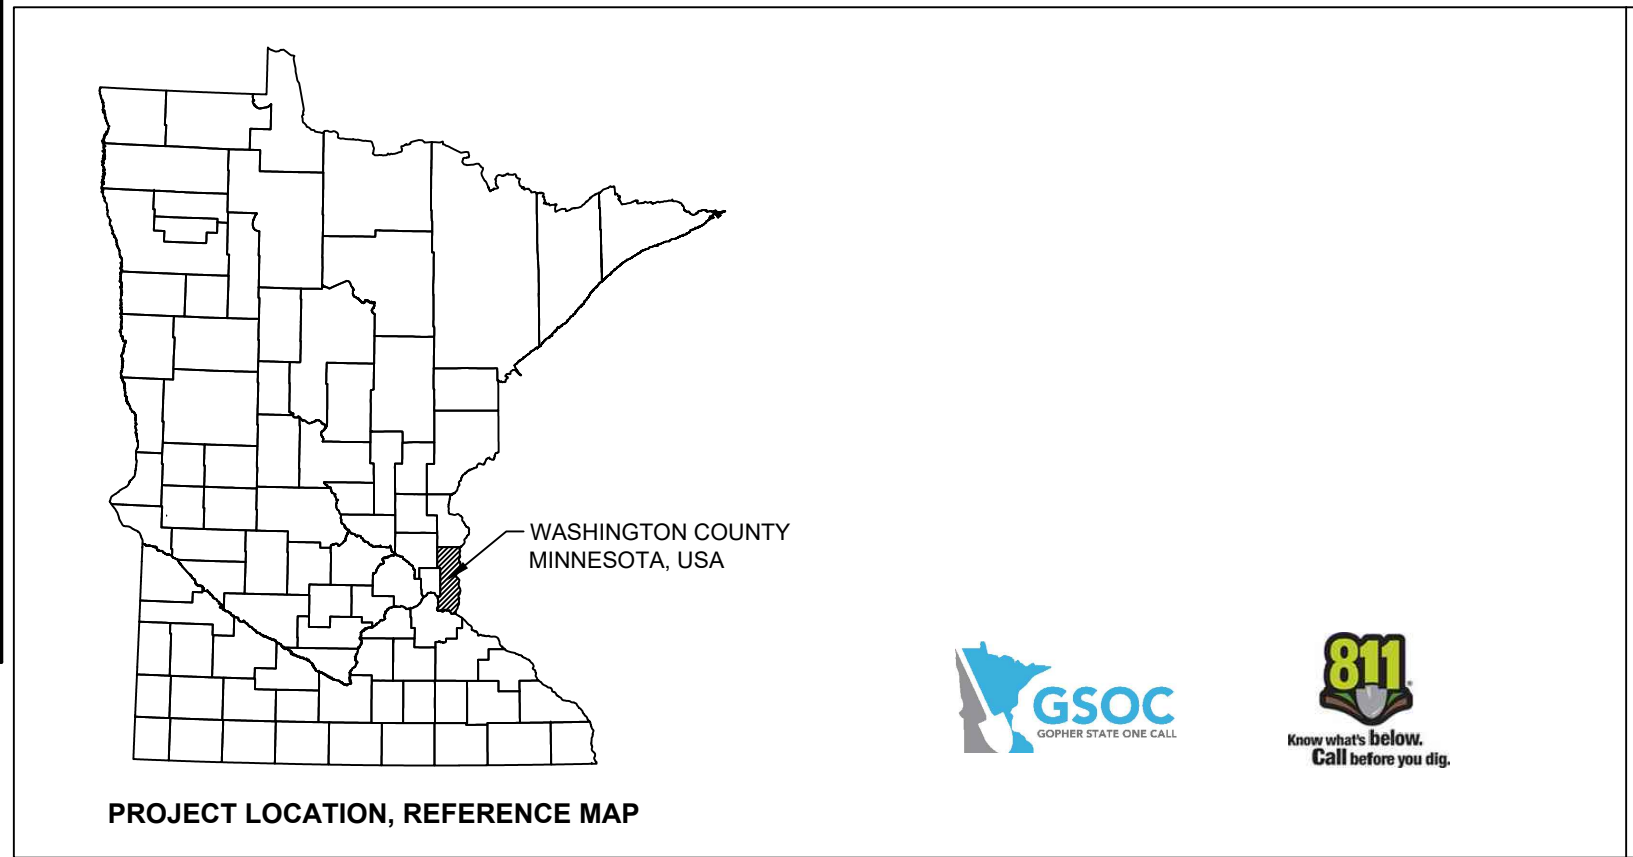 WASHINGTON COUNTY
MINNESOTA, USA
GSOC
GOPHER STATE ONE CALL
811
Know what's below.
Call before you dig.
PROJECT LOCATION, REFERENCE MAP